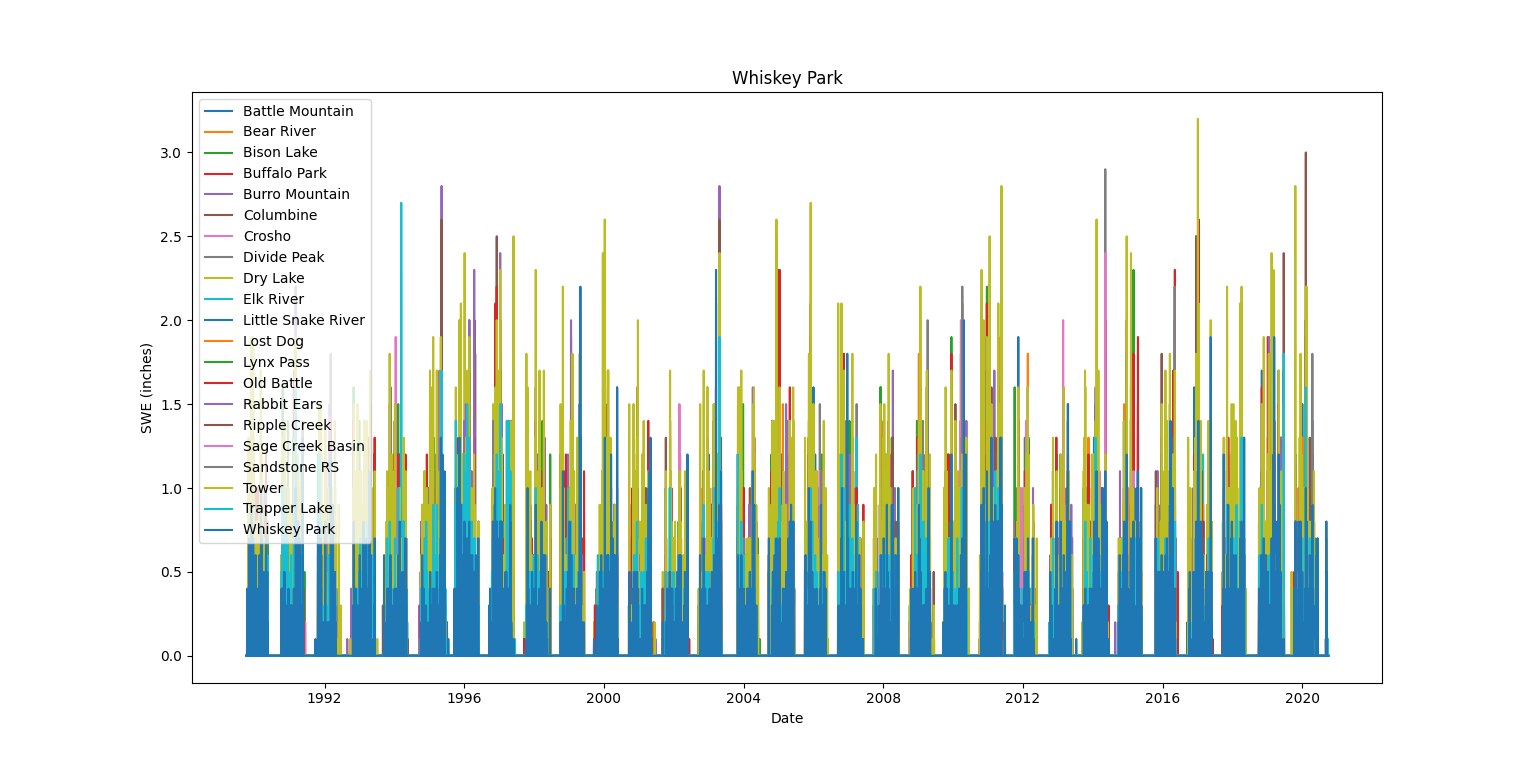 Whiskey Park
Battle Mountain
Bear River
Bison Lake
Buffalo Park
Burro Mountain
Columbine
Crosho
Divide Peak
Dry Lake
Elk River
Little Snake River
Lost Dog
Lynx Pass
Old Battle
Rabbit Ears
Ripple Creek
Sage Creek Basin
Sandstone RS
Tower
Trapper Lake
Whiskey Park
SWE (inches)
3.0
2.5
2.0
1.5
1.0
0.5
0.0
1992 1996 2000 2004 2008 2012 2016 2020
Date